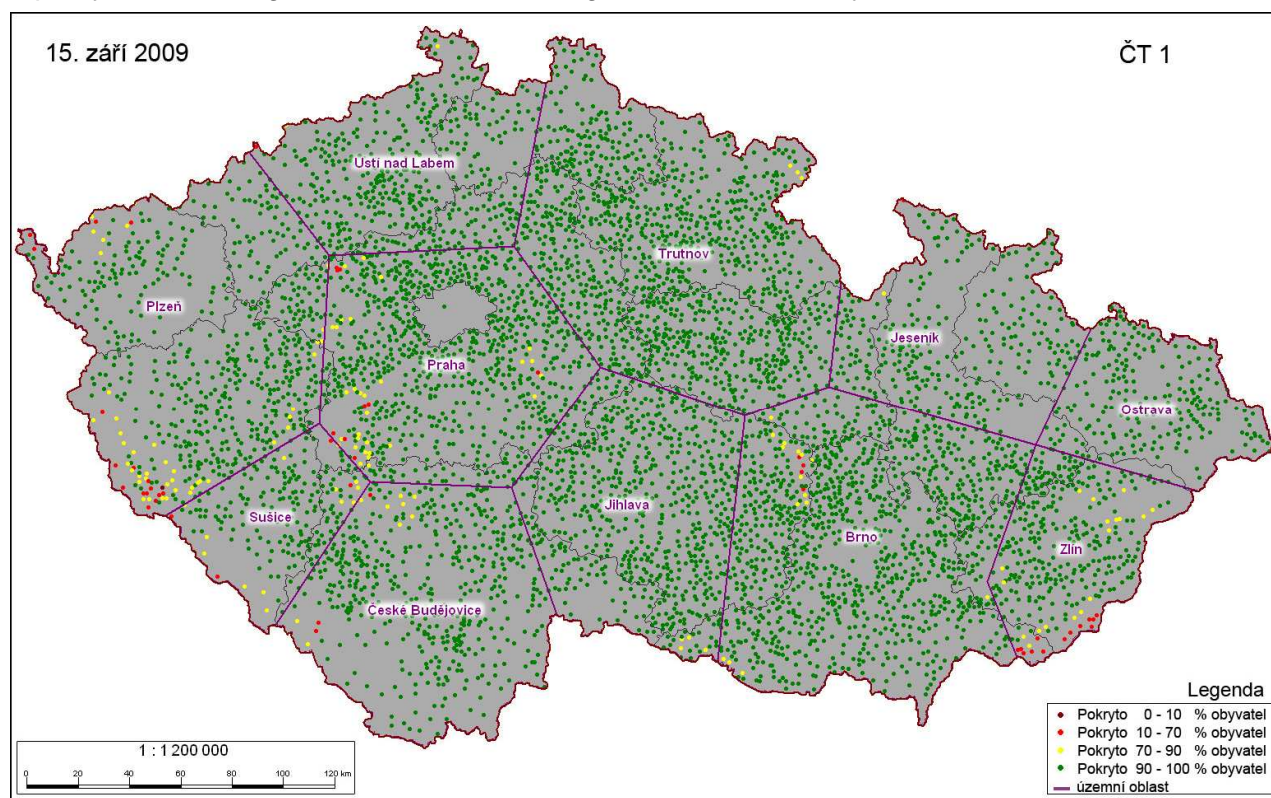 15. září 2009
ČT 1
Ústí nad Labem
Trutnov
Plzeň
Jeseník
Praha
Ostrava
Sušice
Jihlava
Brno
Zlín
České Budějovice
Legenda
Pokryto 0 - 10 % obyvatel
Pokryto 10 - 70 % obyvatel
Pokryto 70 - 90 % obyvatel
Pokryto 90 - 100 % obyvatel
územní oblast
1 : 1 200 000
0 20 40 60 80 100 120 km